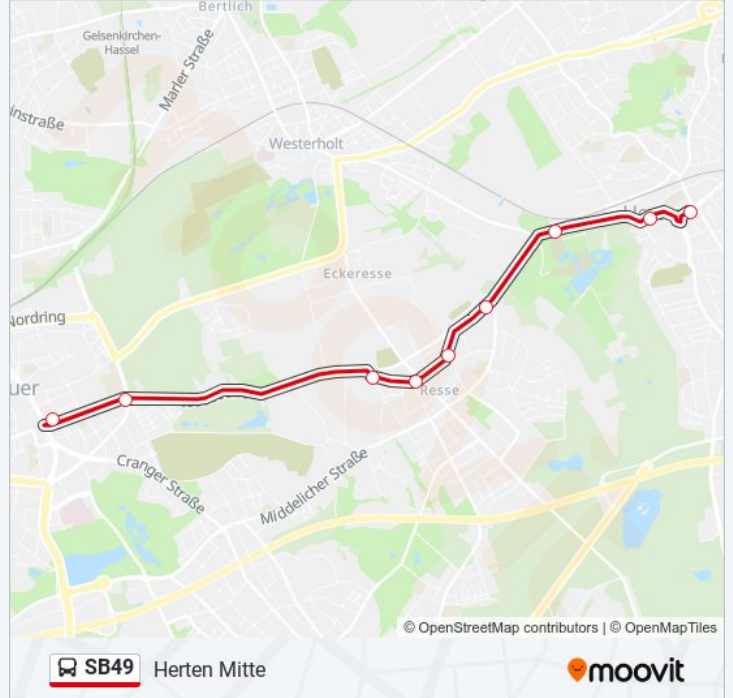 Bertlich
Gelsenkirchen-
Hassel
Marler Straße
instraße
Westerholt
He
Eckeresse
Nordring
uer
Resse
Cranger Straße
Middelicher Straße
© OpenStreetMap contributors | © OpenMapTiles
SB49 Herten Mitte
moovit